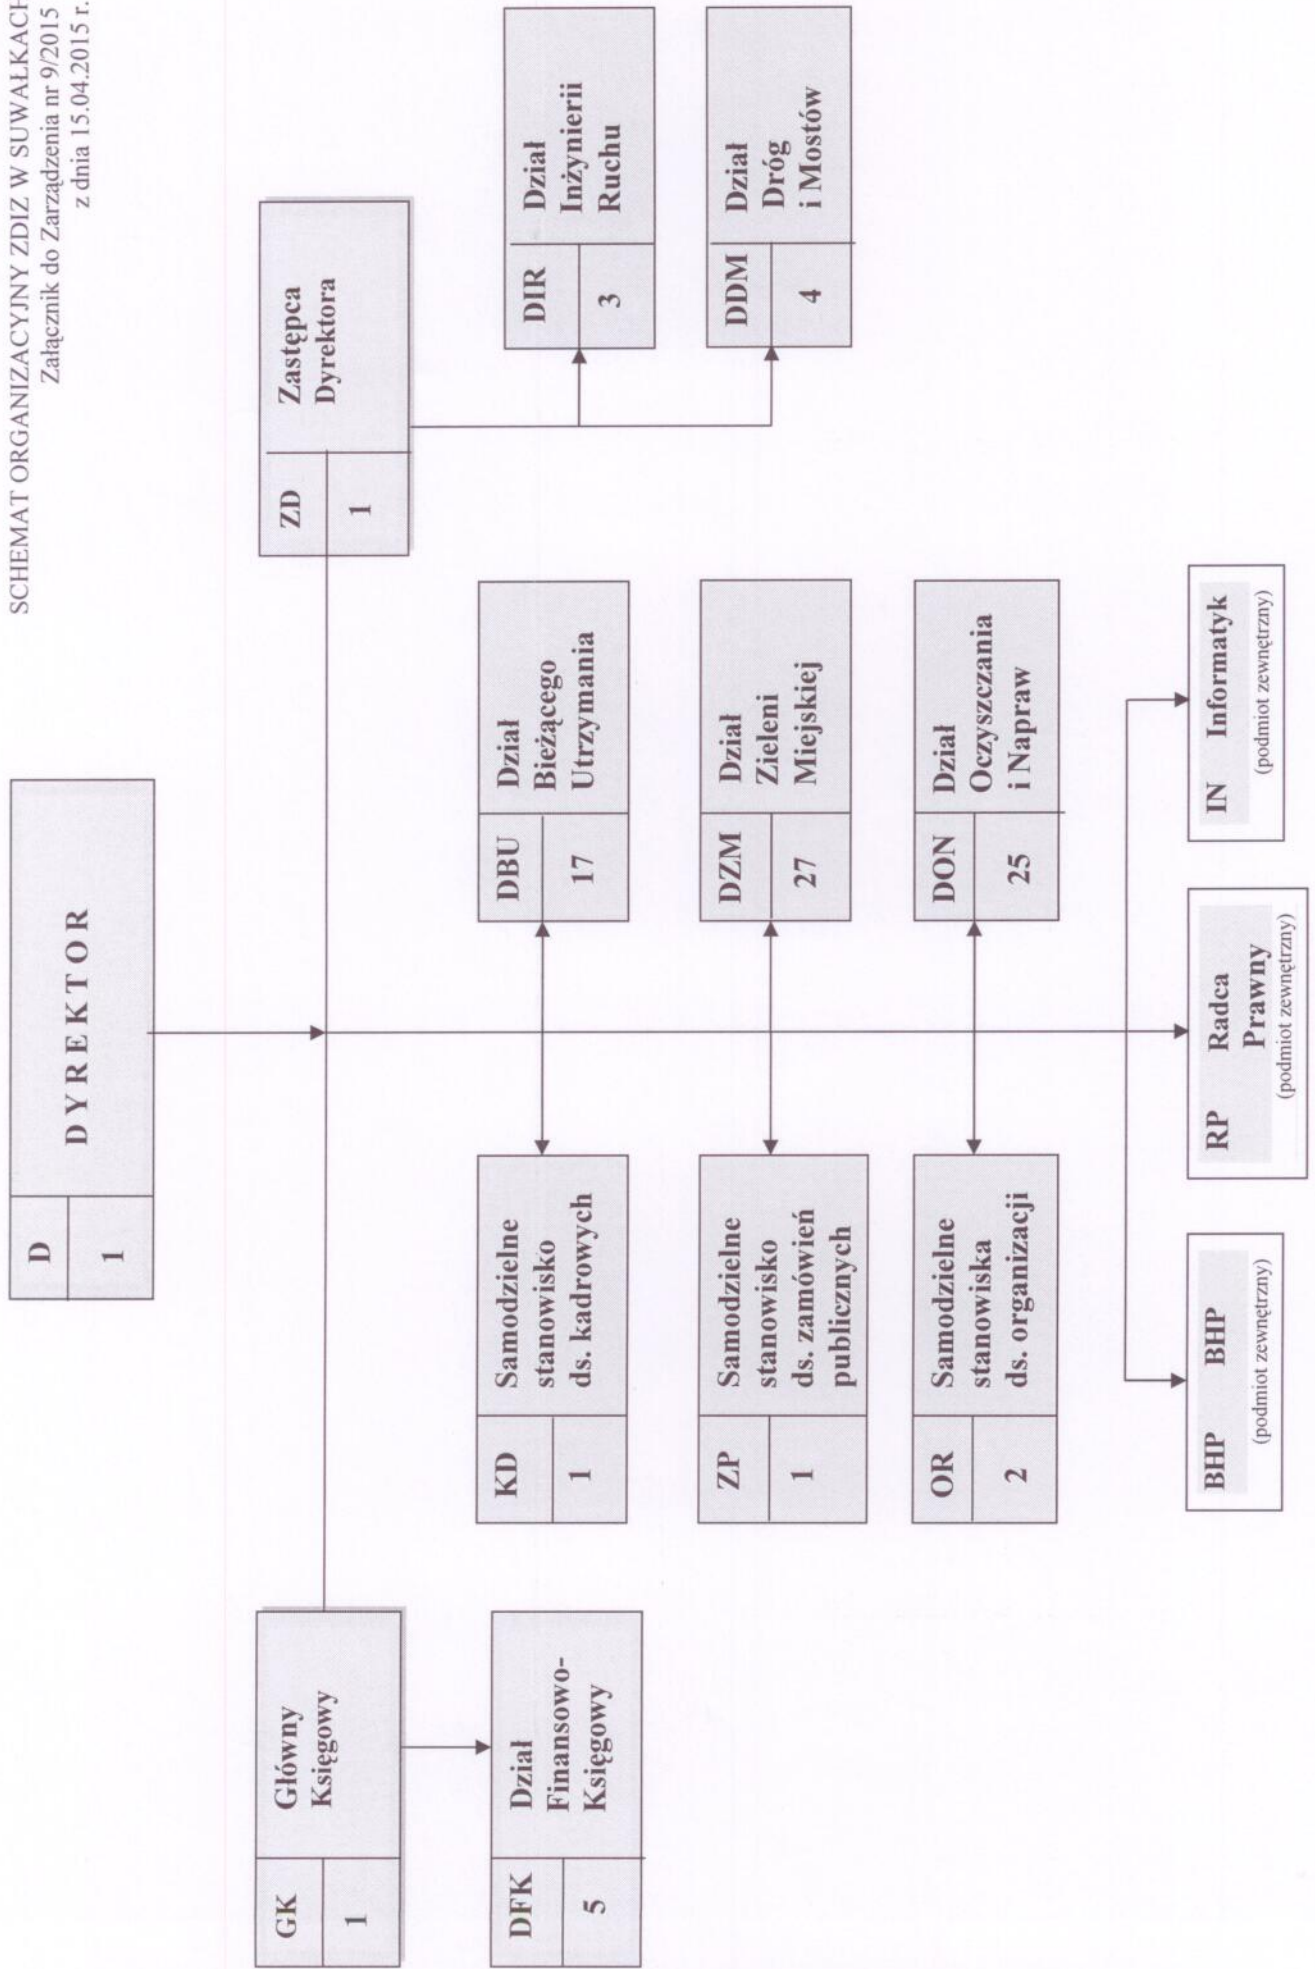 SCHEMAT ORGANIZACYJNY ZDIZ W SUWAŁKACH
Załącznik do Zarządzenia nr 9/2015
z dnia 15.04.2015 r.
D
1
DYREKTOR
GK
1
Główny
Księgowy
ZD
1
Zastępca
Dyrektora
DFK
5
Dział
Finansowo-
Księgowy
KD
1
Samodzielne
stanowisko
ds. kadrowych
DBU
17
Dział
Bieżącego
Utrzymania
DIR
3
Dział
Inżynierii
Ruchu
ZP
1
Samodzielne
stanowisko
ds. zamówień
publicznych
DZM
27
Dział
Zieleni
Miejskiej
DDM
4
Dział
Dróg
i Mostów
OR
2
Samodzielne
stanowiska
ds. organizacji
DON
25
Dział
Oczyszczania
i Napraw
BHP BHP
(podmiot zewnętrzny)
RP Radca
Prawny
(podmiot zewnętrzny)
IN Informatyk
(podmiot zewnętrzny)